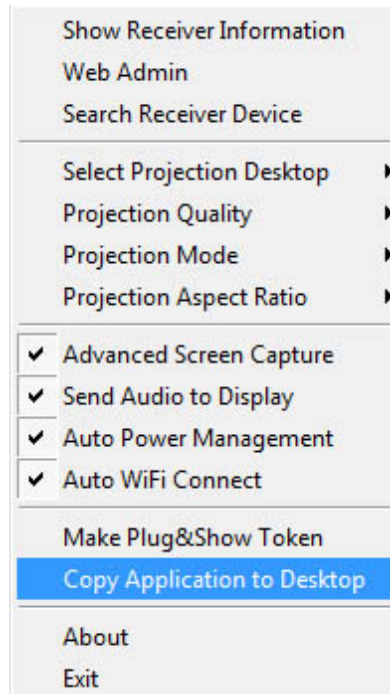 Show Receiver Information
Web Admin
Search Receiver Device
Select Projection Desktop
Projection Quality
Projection Mode
Projection Aspect Ratio
Advanced Screen Capture
Send Audio to Display
Auto Power Management
Auto WiFi Connect
Make Plug&Show Token
Copy Application to Desktop
About
Exit